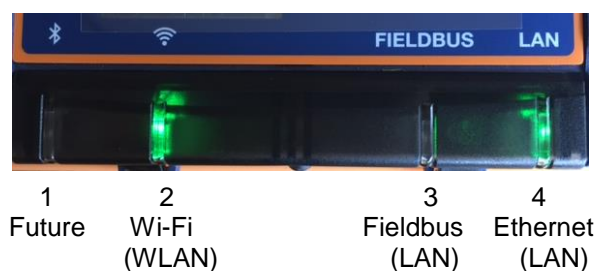 FIELDBUS LAN
1 2 3 4
Future Wi-Fi Fieldbus Ethernet
(WLAN) (LAN) (LAN)